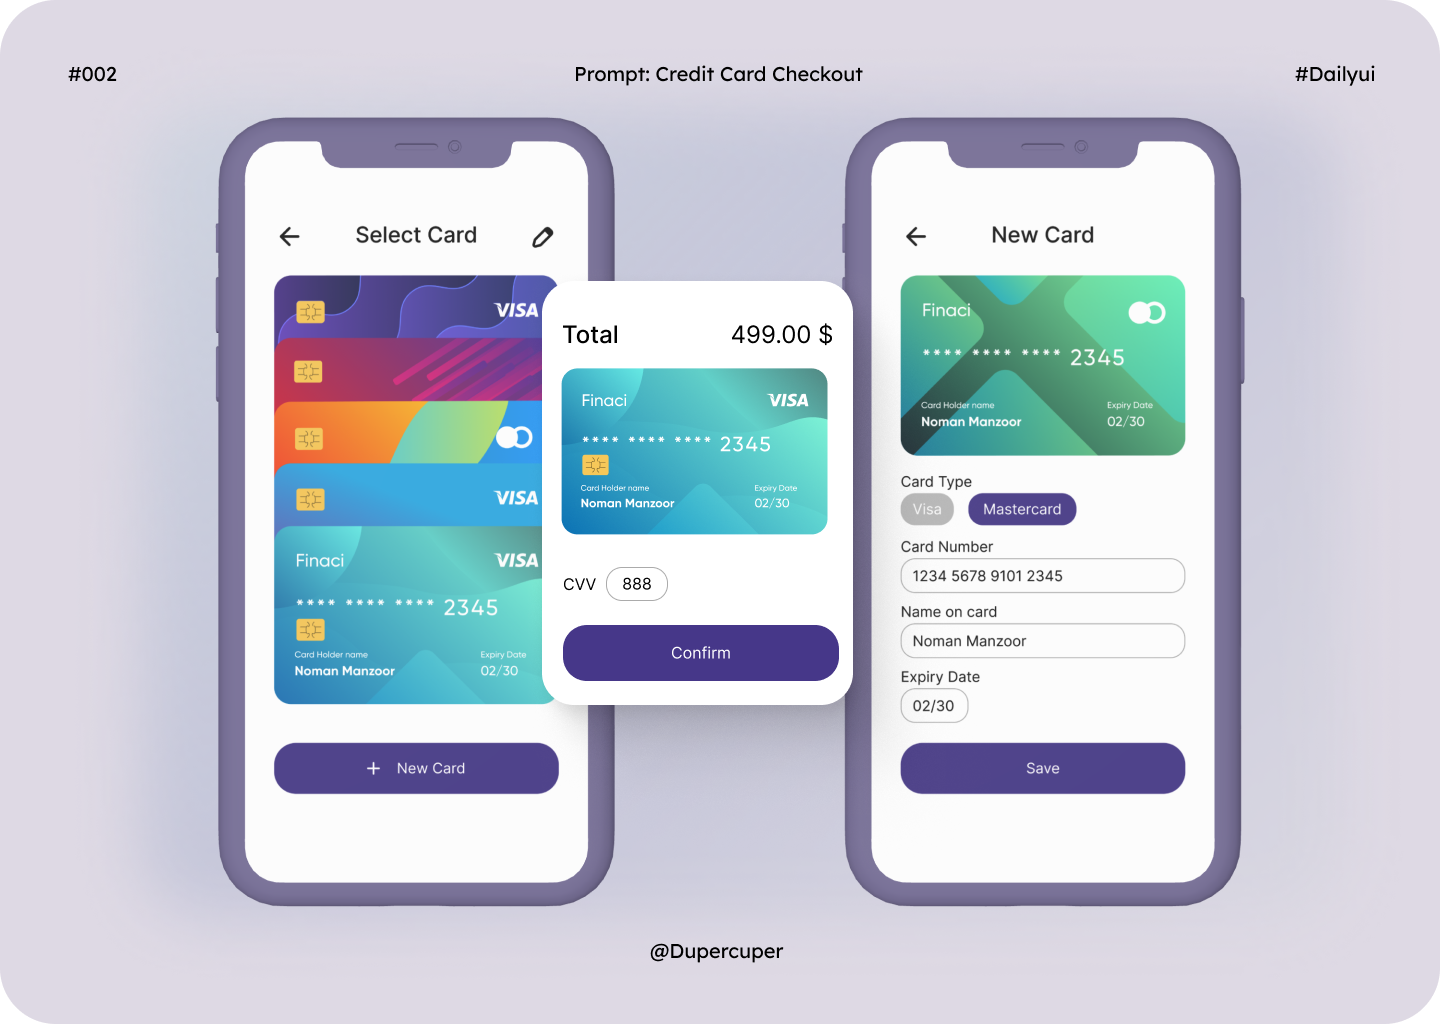 #002
Prompt: Credit Card Checkout
#Dailyui
Select Card
VISA
VISA
VISA
Finaci
**** **** **** 2345
Card Holder name
Expiry Date
Noman Manzoor
02/30
+ New Card
Total
499.00 $
Finaci
VISA
**** **** **** 2345
Card Holder name
Expiry Date
Noman Manzoor
02/30
CVV
888
Confirm
New Card
Finaci
**** **** **** 2345
Card Holder name
Expiry Date
Noman Manzoor
02/30
Card Type
Visa
Mastercard
Card Number
1234 5678 9101 2345
Name on card
Noman Manzoor
Expiry Date
02/30
Save
@Dupercuper